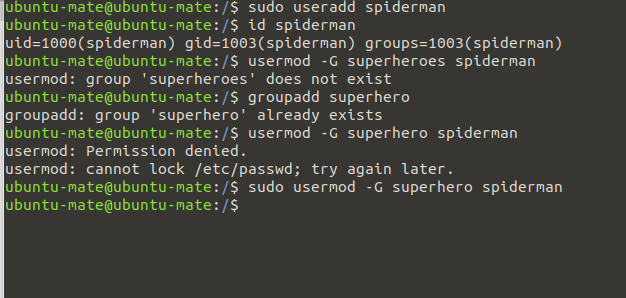 ubuntu-mate@ubuntu-mate:/$ sudo useradd spiderman
ubuntu-mate@ubuntu-mate:/$ id spiderman
uid=1000(spiderman) gid=1003(spiderman) groups=1003(spiderman)
ubuntu-mate@ubuntu-mate:/$ usermod -G superheroes spiderman
usermod: group 'superheroes' does not exist
ubuntu-mate@ubuntu-mate:/$ groupadd superhero
groupadd: group 'superhero' already exists
ubuntu-mate@ubuntu-mate:/$ usermod -G superhero spiderman
usermod: Permission denied.
usermod: cannot lock /etc/passwd; try again later.
ubuntu-mate@ubuntu-mate:/$ sudo usermod -G superhero spiderman
ubuntu-mate@ubuntu-mate:/$